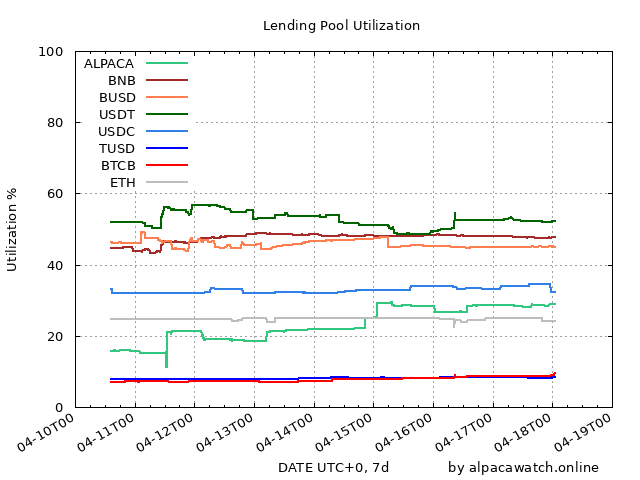 Lending Pool Utilization
100
80
60
40
20
0
Utilization %
ALPACA
BNB
BUSD
USDT
USDC
TUSD
BTCB
ETH
04-10T00
04-11T00
04-12T00
04-13T00
04-14T00
04-15T00
04-16T00
04-17T00
04-18T00
04-19T00
DATE UTC+0, 7d
by alpacawatch.online